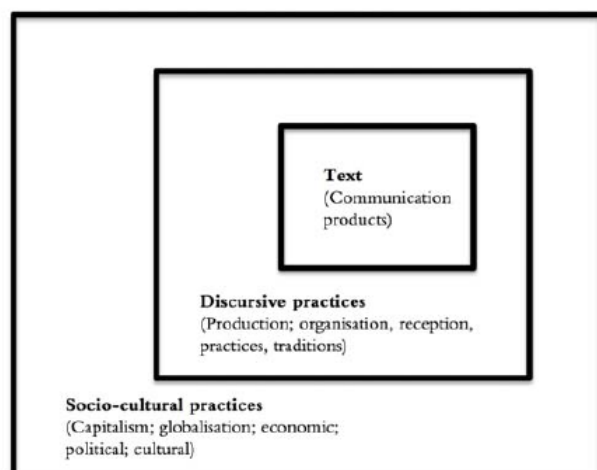 Text
(Communication
products)
Discursive practices
(Production; organisation, reception,
practices, traditions)
Socio-cultural practices
(Capitalism; globalisation; economic;
political; cultural)